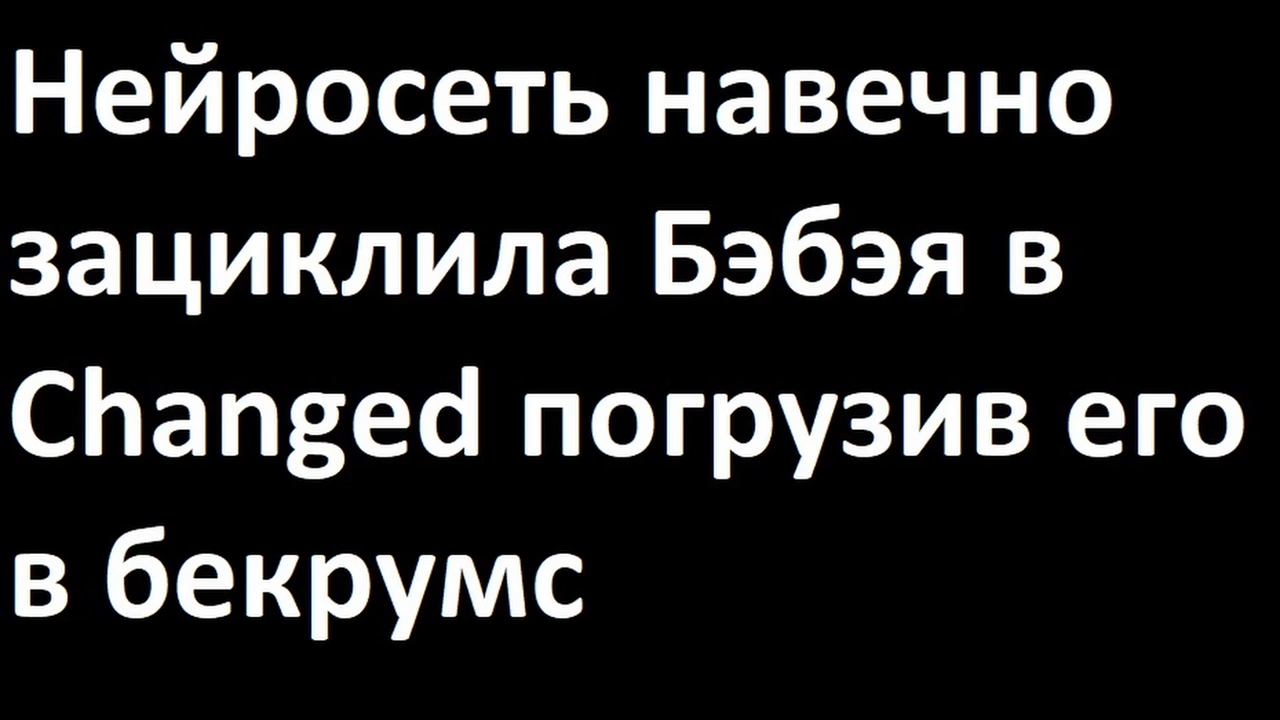 Нейросеть навечно
зациклила Бэбэя в
Changed погрузив его
в бекрумс